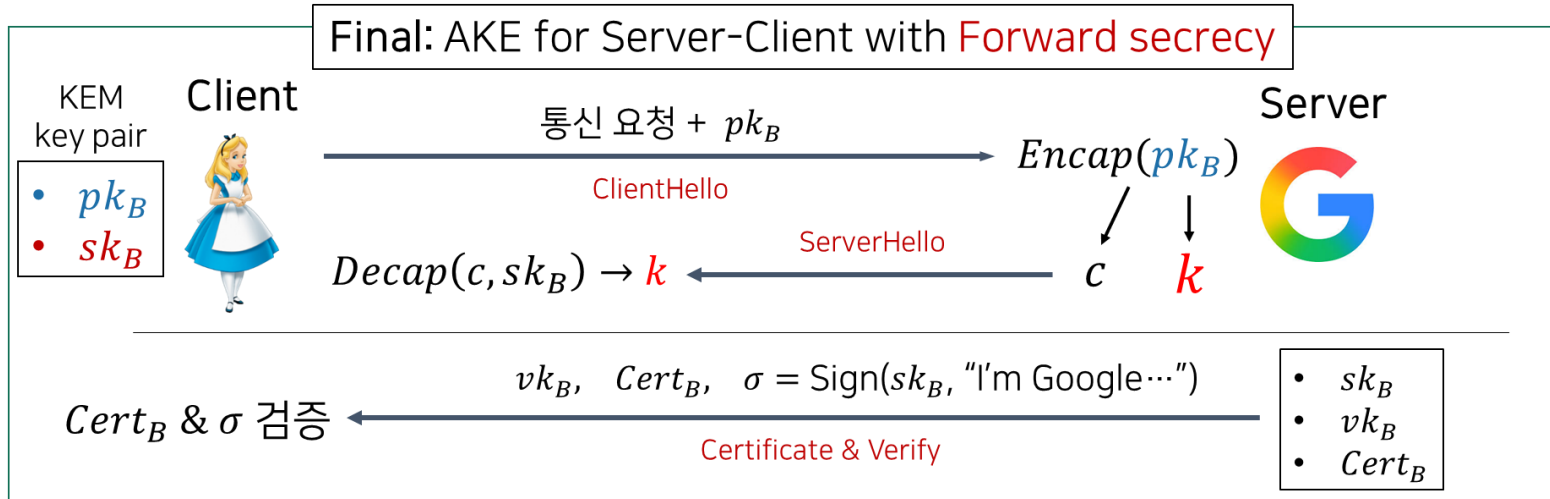 Final: AKE for Server-Client with Forward secrecy
KEM
key pair
• pk_B
• sk_B
Client
통신 요청 + pk_B
ClientHello
Server
Encap(pk_B)
ServerHello
Decap(c, sk_B) → k
c k
vk_B, Cert_B, σ = Sign(sk_B, “I’m Google⋯”)
Certificate & Verify
Cert_B & σ 검증
• sk_B
• vk_B
• Cert_B